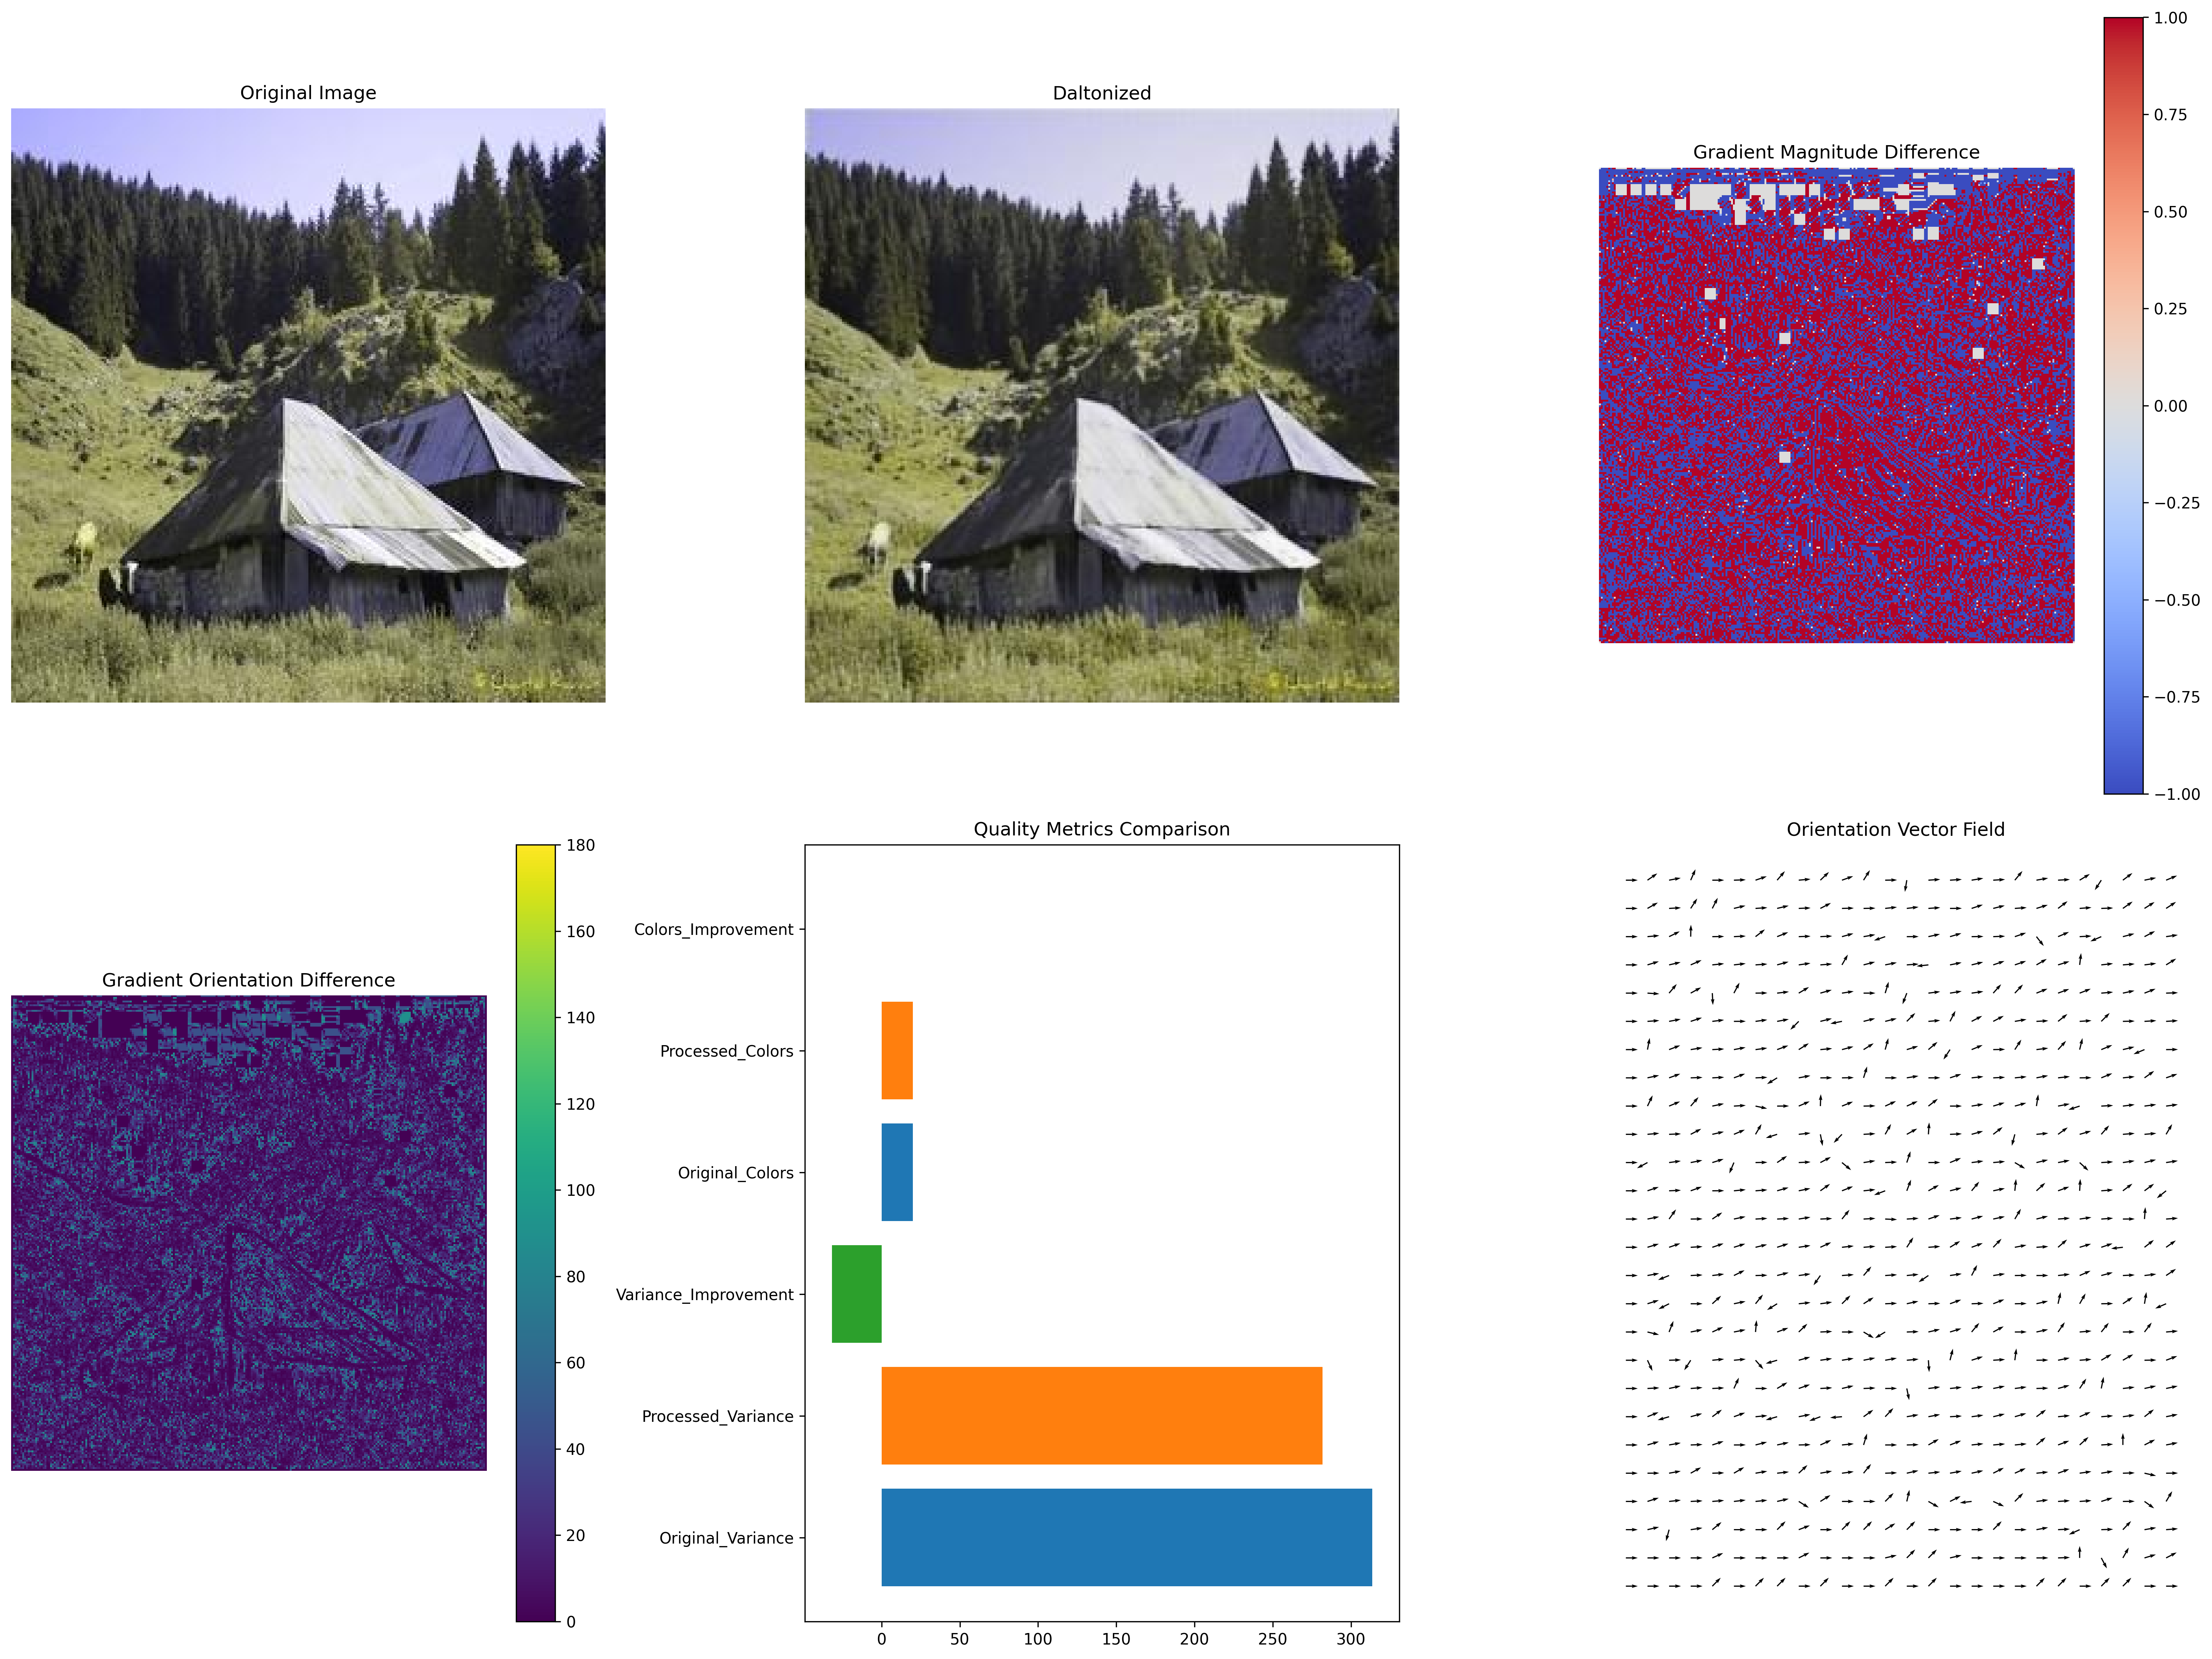 Original Image
Daltonized
Gradient Magnitude Difference
1.00
0.75
0.50
0.25
0.00
−0.25
−0.50
−0.75
−1.00
Gradient Orientation Difference
180
160
140
120
100
80
60
40
20
0
Quality Metrics Comparison
Colors_Improvement
Processed_Colors
Original_Colors
Variance_Improvement
Processed_Variance
Original_Variance
0 50 100 150 200 250 300
Orientation Vector Field